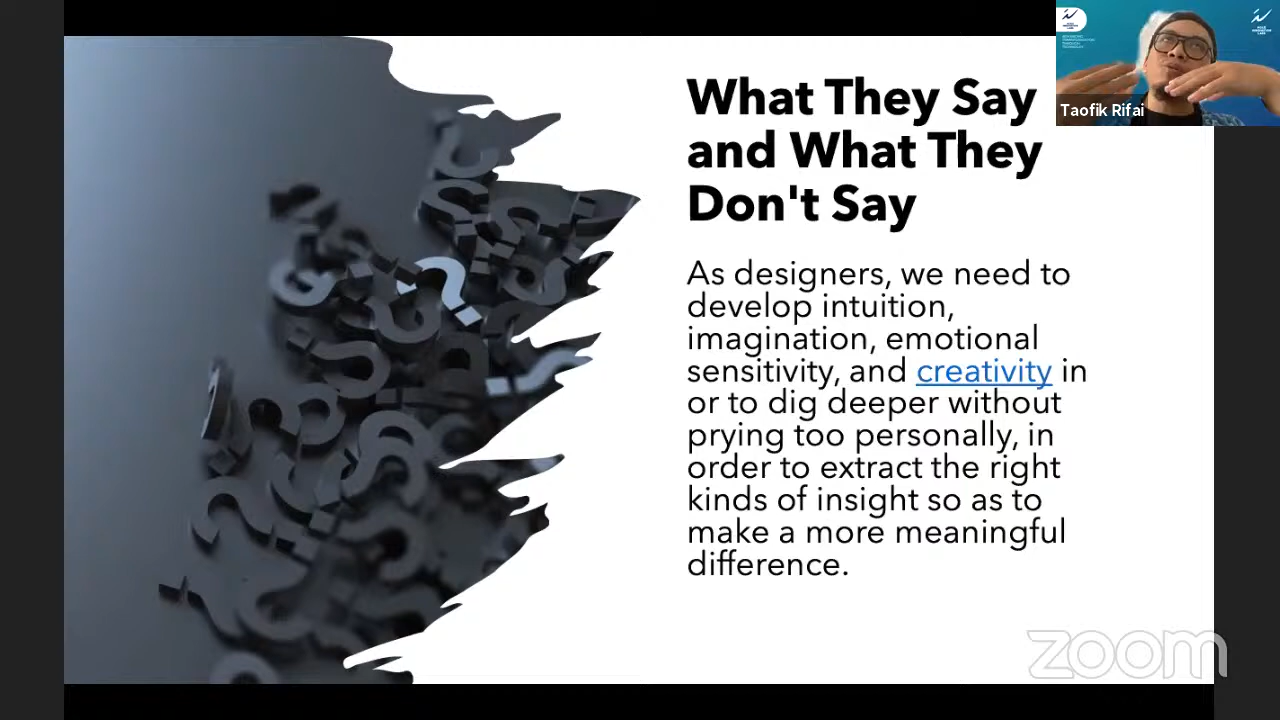 What They Say
and What They
Don't Say
As designers, we need to
develop intuition,
imagination, emotional
sensitivity, and creativity in
or to dig deeper without
prying too personally, in
order to extract the right
kinds of insight so as to
make a more meaningful
difference.
Taofik Rifai
zoom